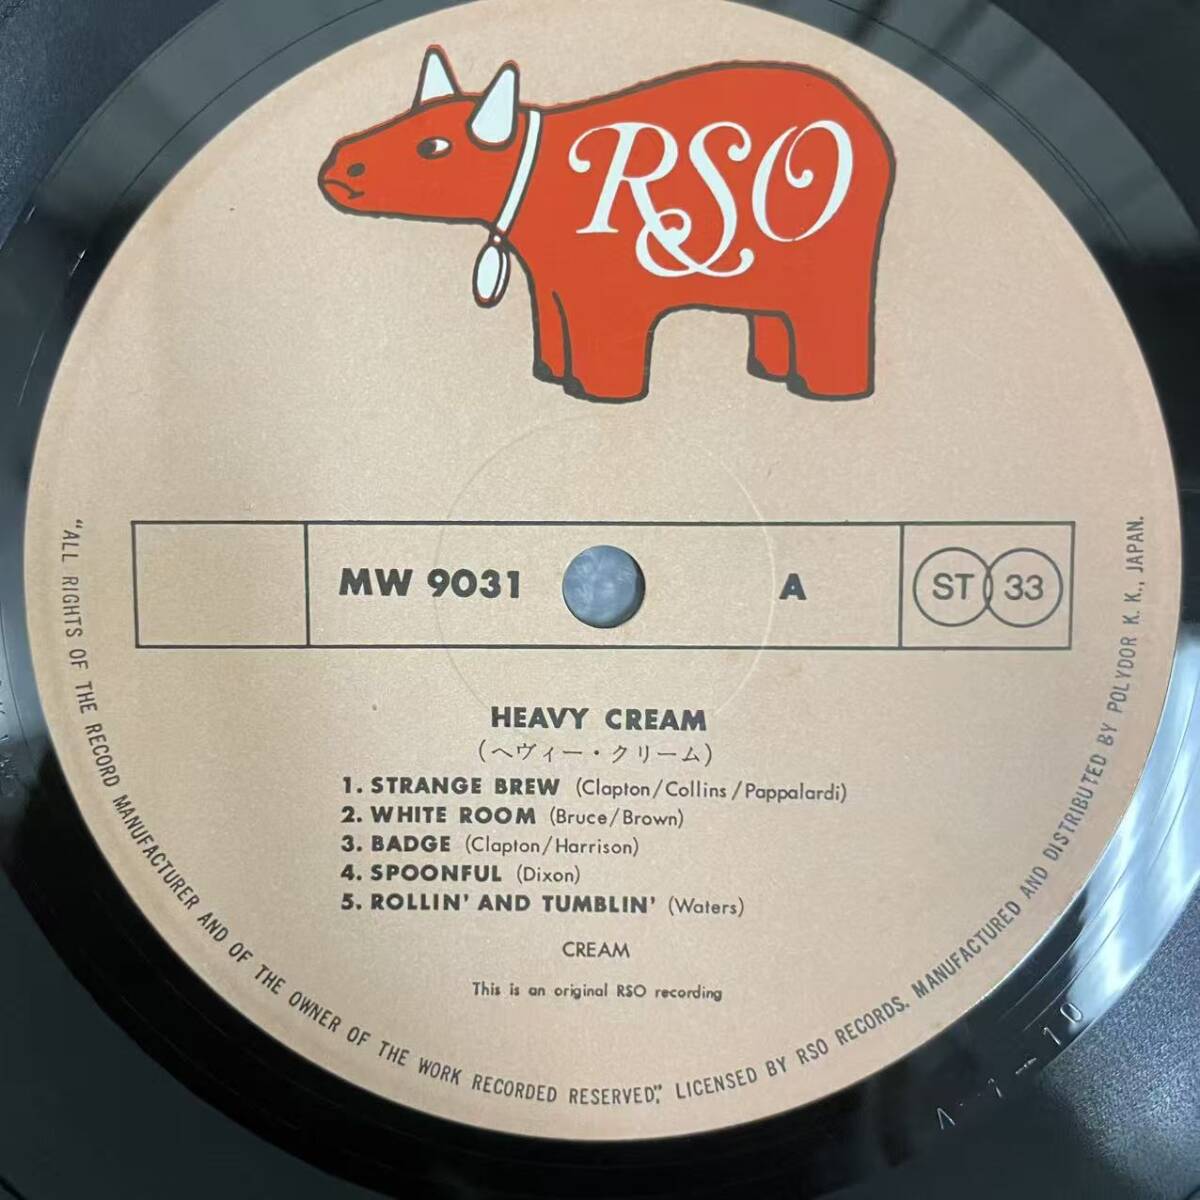 RSO
MW 9031
A
ST 33
HEAVY CREAM
(ヘヴィー・クリーム)
1. STRANGE BREW (Clapton/Collins/Pappalardi)
2. WHITE ROOM (Bruce/Brown)
3. BADGE (Clapton/Harrison)
4. SPOONFUL (Dixon)
5. ROLLIN' AND TUMBLIN' (Waters)
CREAM
This is an original RSO recording
"ALL RIGHTS OF THE RECORD MANUFACTURER AND OF THE OWNER OF THE WORK RECORDED RESERVED", LICENSED BY RSO RECORDS. MANUFACTURED AND DISTRIBUTED BY POLYDOR K. K., JAPAN.
A-1-10